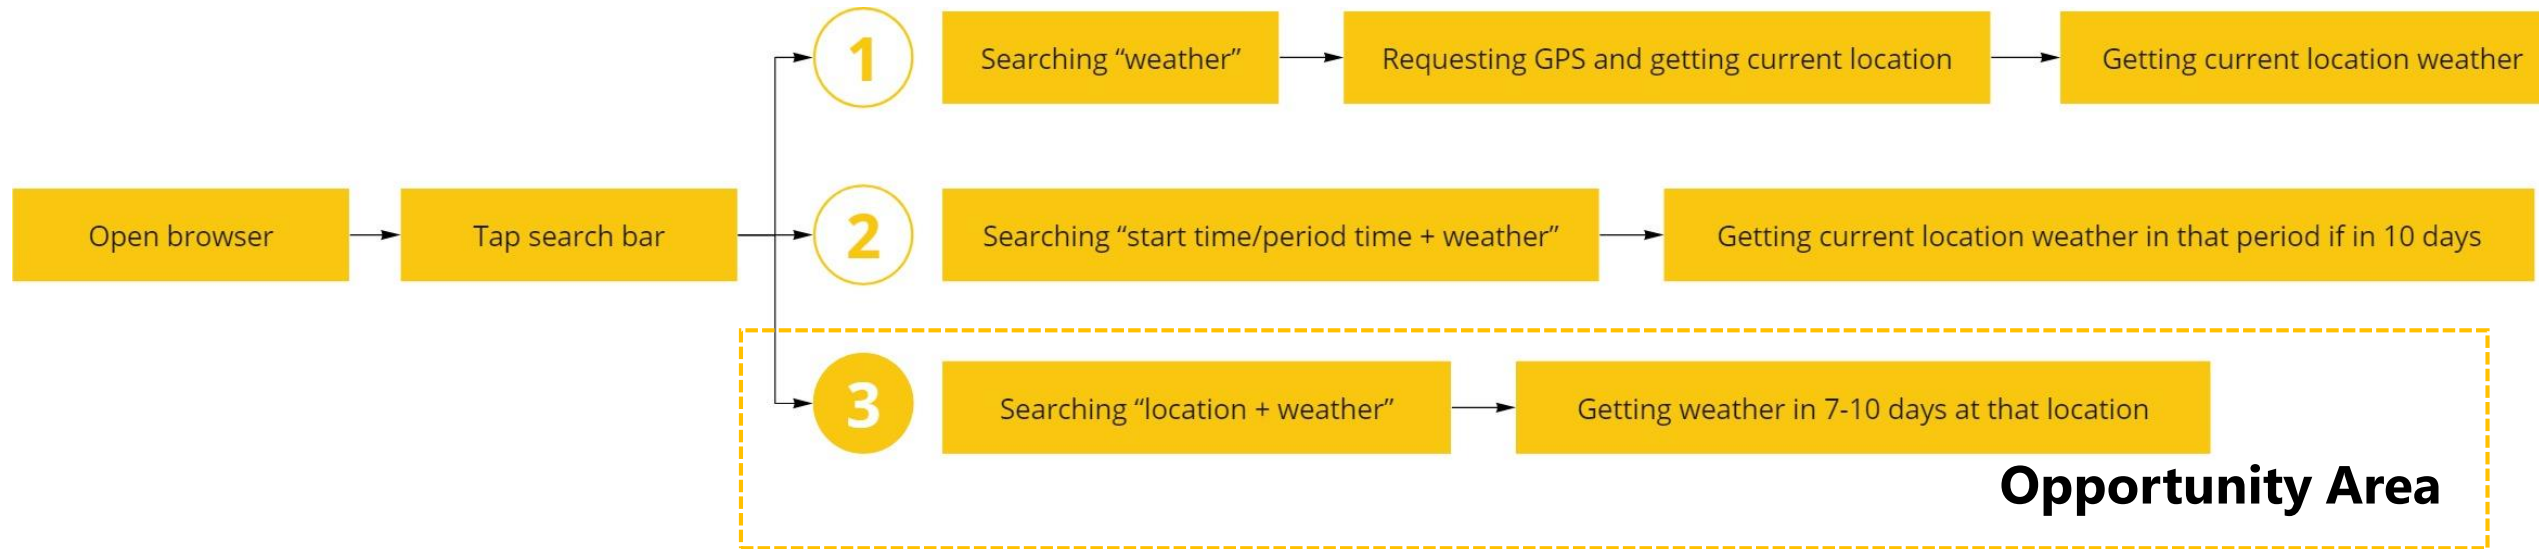 1
Searching “weather”
Requesting GPS and getting current location
Getting current location weather
Open browser
Tap search bar
2
Searching “start time/period time + weather”
Getting current location weather in that period if in 10 days
3
Searching “location + weather”
Getting weather in 7-10 days at that location
Opportunity Area